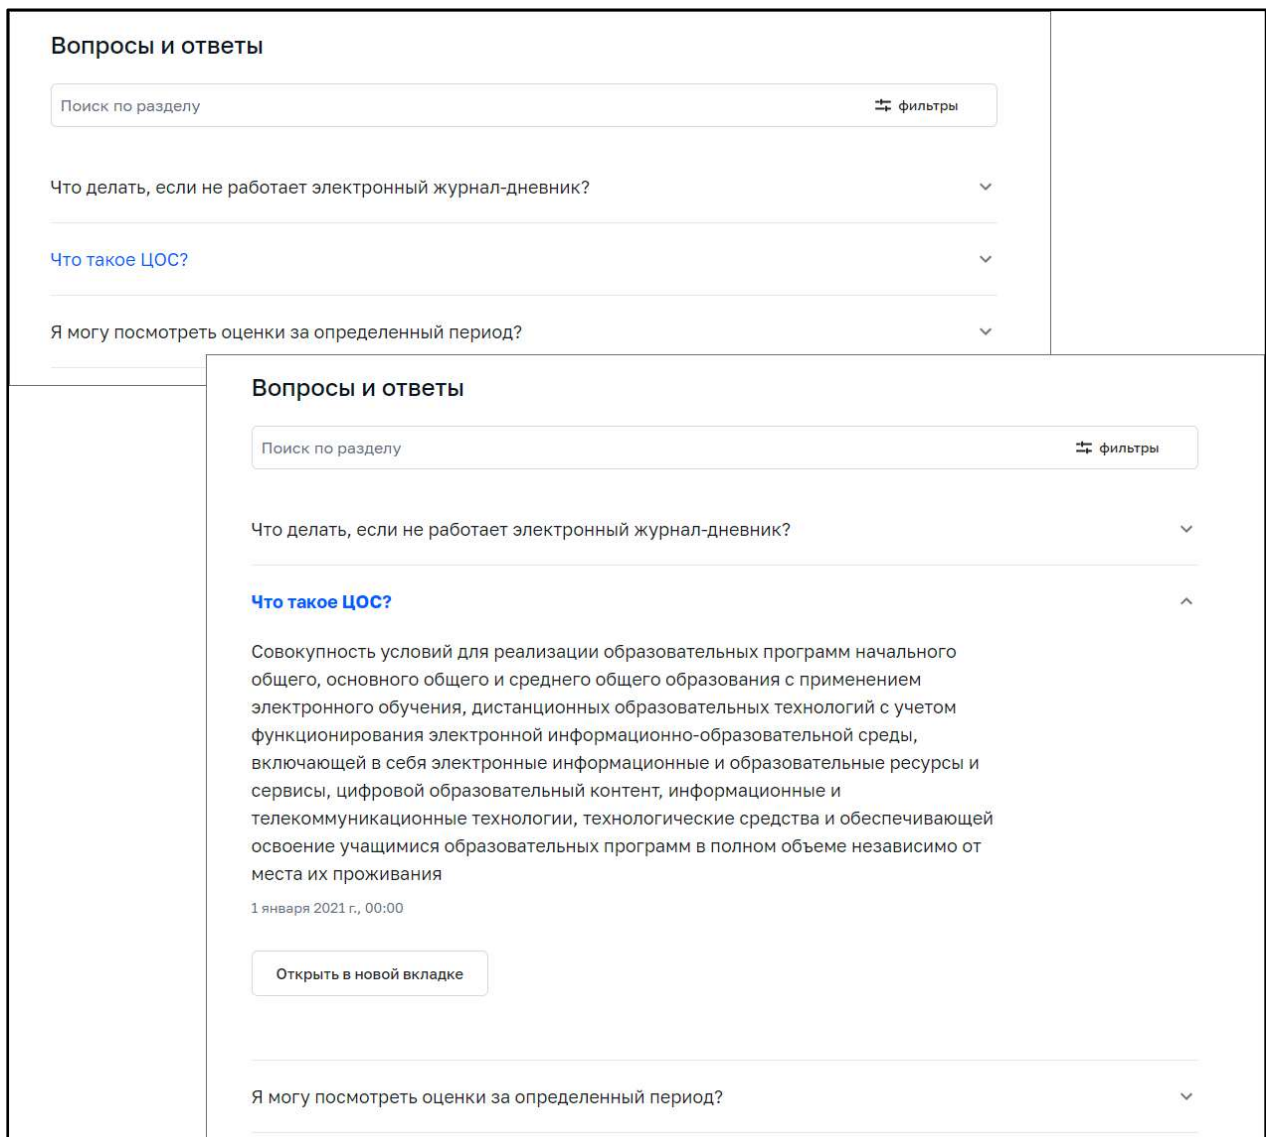 Вопросы и ответы
Поиск по разделу
фильтры
Что делать, если не работает электронный журнал-дневник?
Что такое ЦОС?
Я могу посмотреть оценки за определенный период?
Вопросы и ответы
Поиск по разделу
фильтры
Что делать, если не работает электронный журнал-дневник?
Что такое ЦОС?
Совокупность условий для реализации образовательных программ начального
общего, основного общего и среднего общего образования с применением
электронного обучения, дистанционных образовательных технологий с учетом
функционирования электронной информационно-образовательной среды,
включающей в себя электронные информационные и образовательные ресурсы и
сервисы, цифровой образовательный контент, информационные и
телекоммуникационные технологии, технологические средства и обеспечивающей
освоение учащимися образовательных программ в полном объеме независимо от
места их проживания
1 января 2021 г., 00:00
Открыть в новой вкладке
Я могу посмотреть оценки за определенный период?